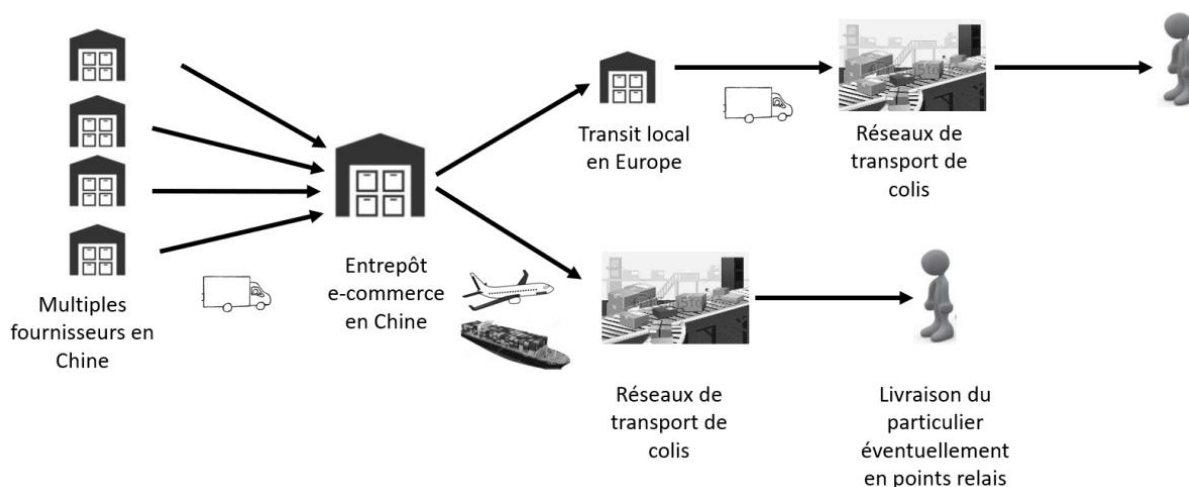 Multiples
fournisseurs en
Chine
Entrepôt
e-commerce
en Chine
Transit local
en Europe
Réseaux de
transport de
colis
Réseaux de
transport de
colis
Livraison du
particulier
éventuellement
en points relais